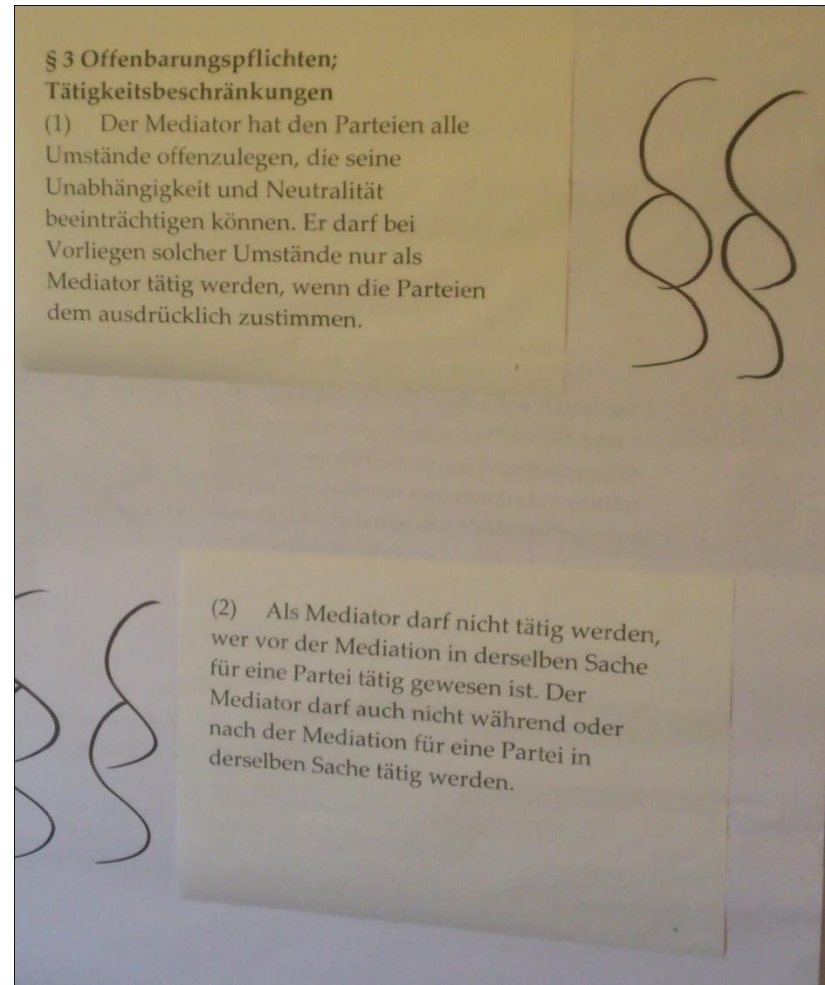 § 3 Offenbarungspflichten;
Tätigkeitsbeschränkungen
(1) Der Mediator hat den Parteien alle
Umstände offenzulegen, die seine
Unabhängigkeit und Neutralität
beeinträchtigen können. Er darf bei
Vorliegen solcher Umstände nur als
Mediator tätig werden, wenn die Parteien
dem ausdrücklich zustimmen.
§§
§§
(2) Als Mediator darf nicht tätig werden,
wer vor der Mediation in derselben Sache
für eine Partei tätig gewesen ist. Der
Mediator darf auch nicht während oder
nach der Mediation für eine Partei in
derselben Sache tätig werden.